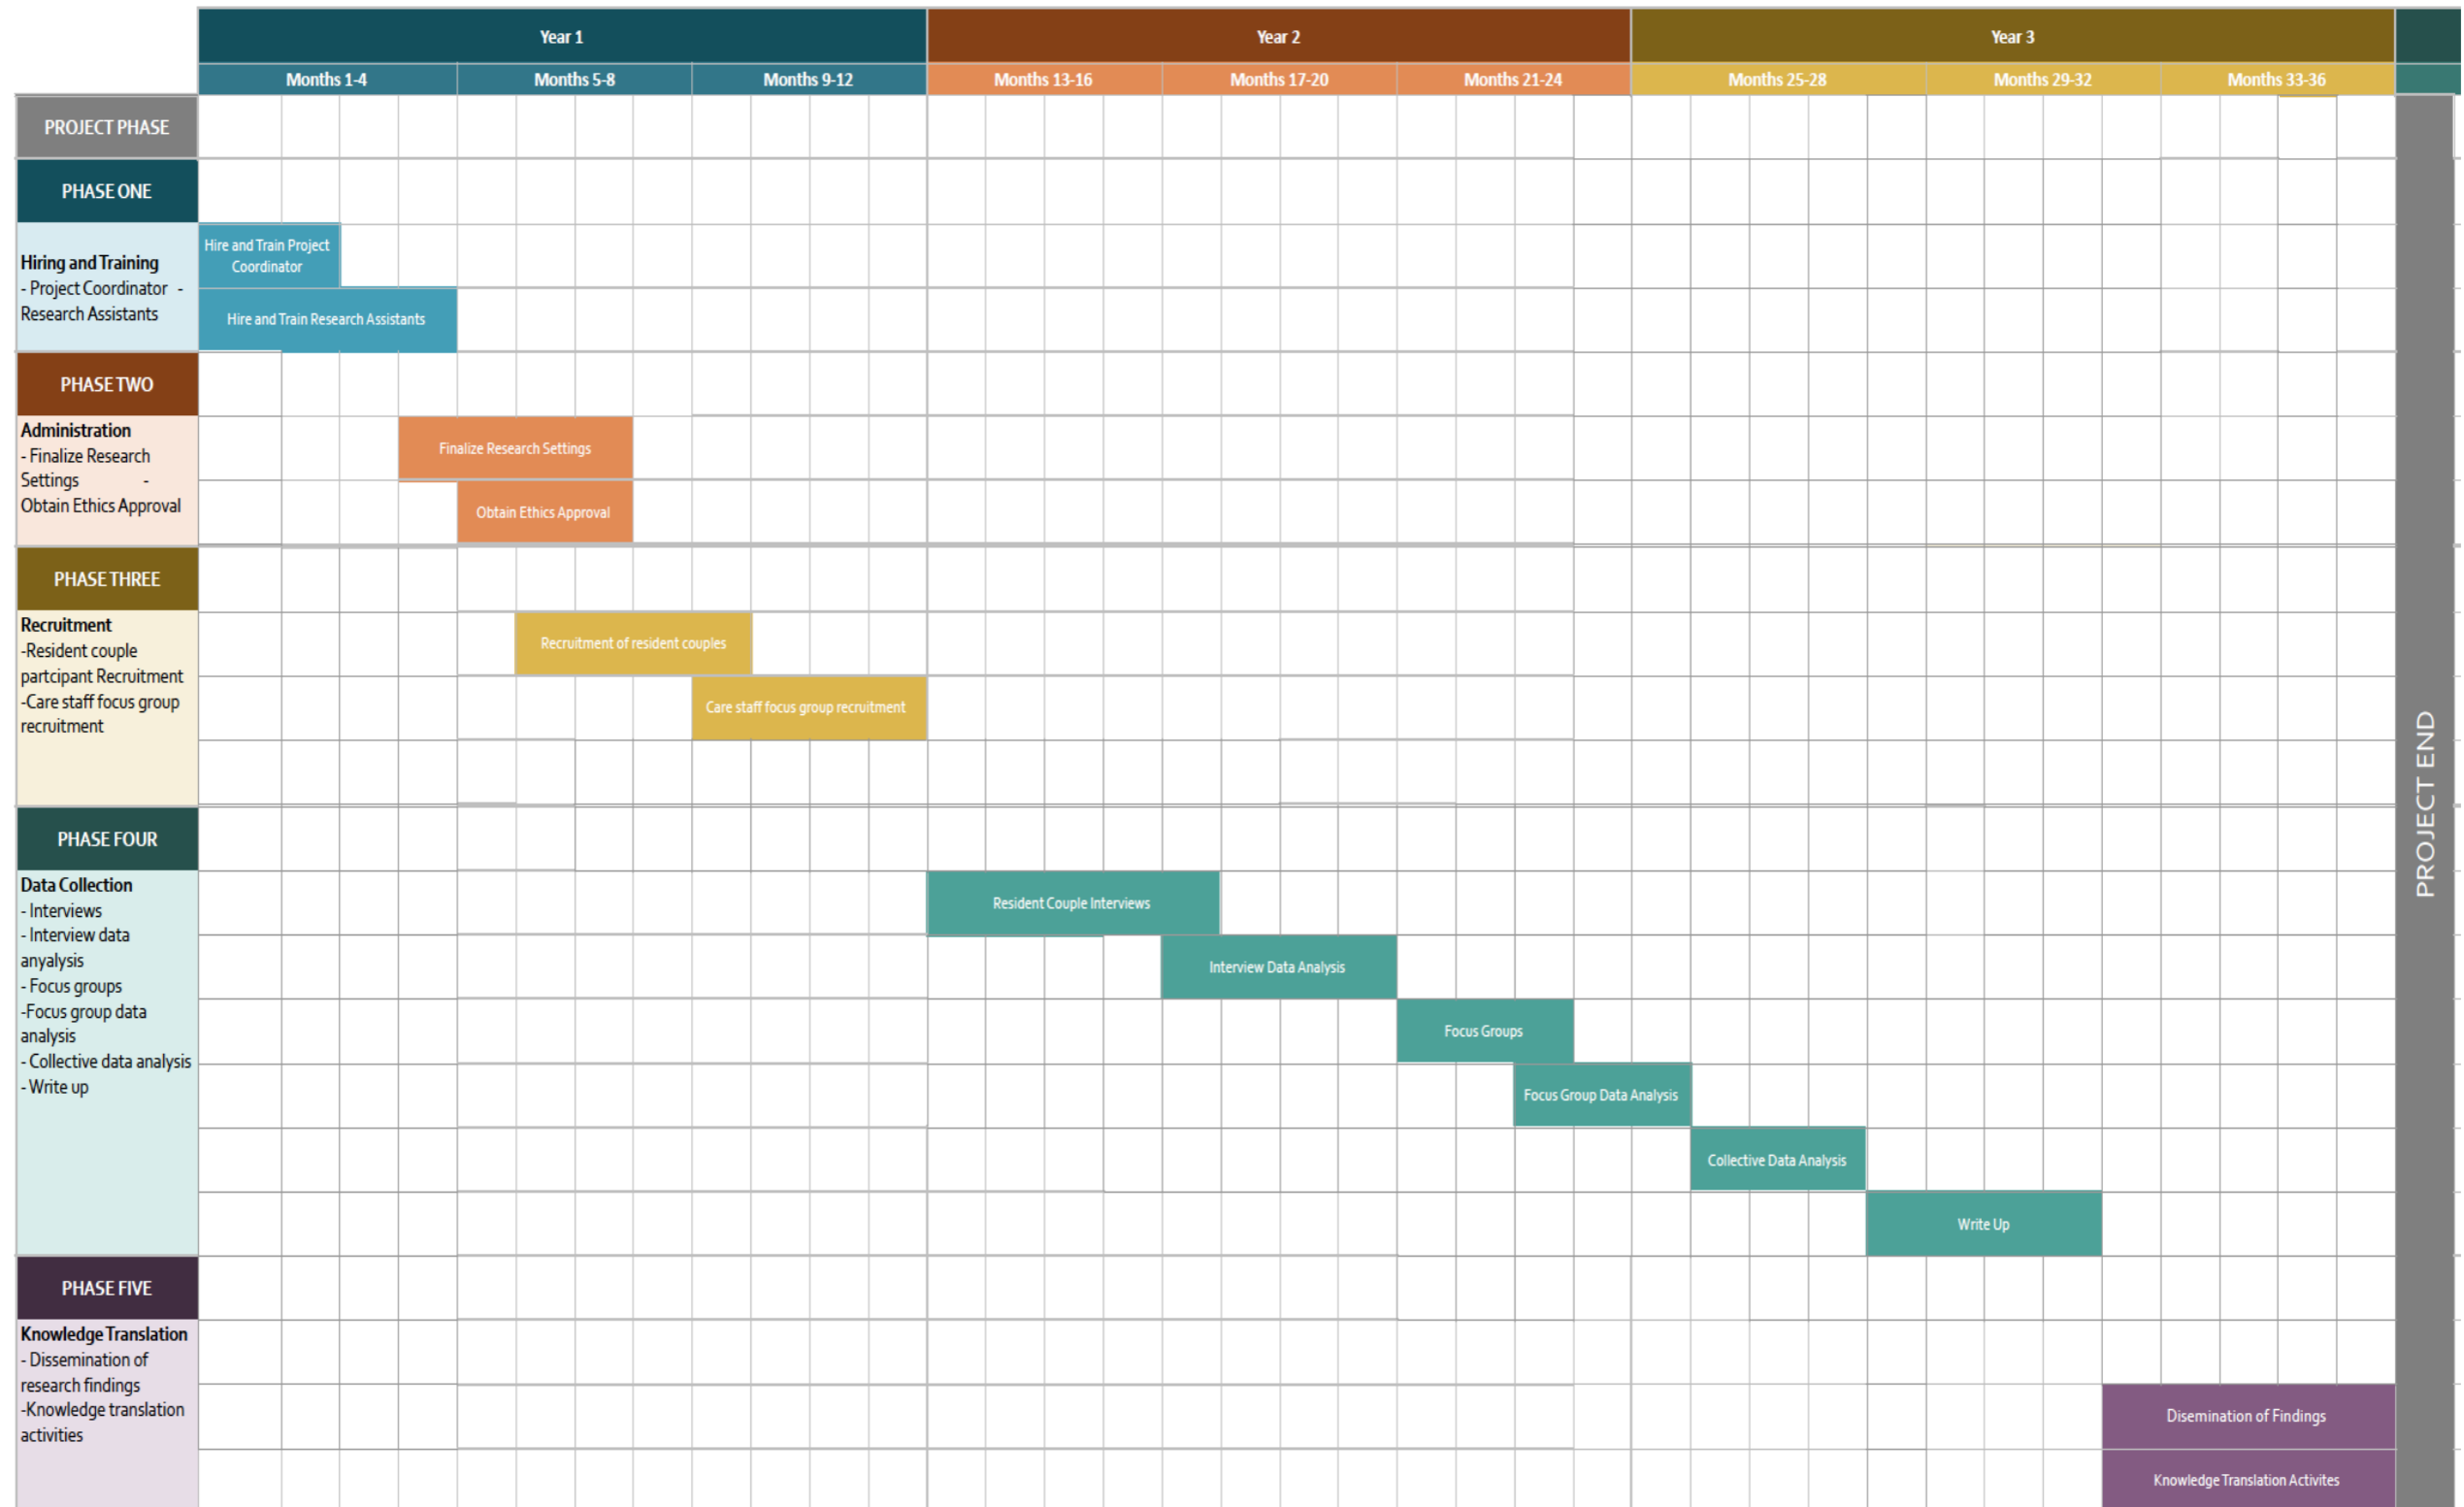 Year 1
Year 2
Year 3
Months 1-4
Months 5-8
Months 9-12
Months 13-16
Months 17-20
Months 21-24
Months 25-28
Months 29-32
Months 33-36
PROJECT PHASE
PHASE ONE
Hiring and Training
- Project Coordinator -
Research Assistants
Hire and Train Project
Coordinator
Hire and Train Research Assistants
PHASE TWO
Administration
- Finalize Research
Settings -
Obtain Ethics Approval
Finalize Research Settings
Obtain Ethics Approval
PHASE THREE
Recruitment
-Resident couple
partcipant Recruitment
-Care staff focus group
recruitment
Recruitment of resident couples
Care staff focus group recruitment
PHASE FOUR
Data Collection
- Interviews
- Interview data
anyalysis
- Focus groups
-Focus group data
analysis
- Collective data analysis
- Write up
Resident Couple Interviews
Interview Data Analysis
Focus Groups
Focus Group Data Analysis
Collective Data Analysis
Write Up
PHASE FIVE
Knowledge Translation
- Dissemination of
research findings
-Knowledge translation
activities
Disemination of Findings
Knowledge Translation Activites
PROJECT END